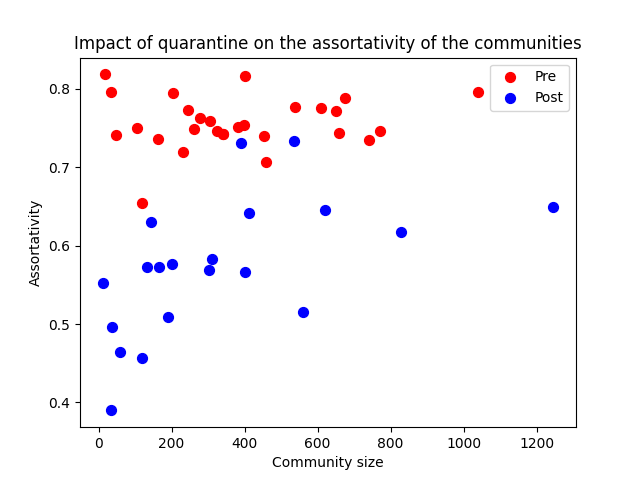 Impact of quarantine on the assortativity of the communities
Pre
Post
0.8
0.7
0.6
0.5
0.4
Assortativity
0 200 400 600 800 1000 1200
Community size